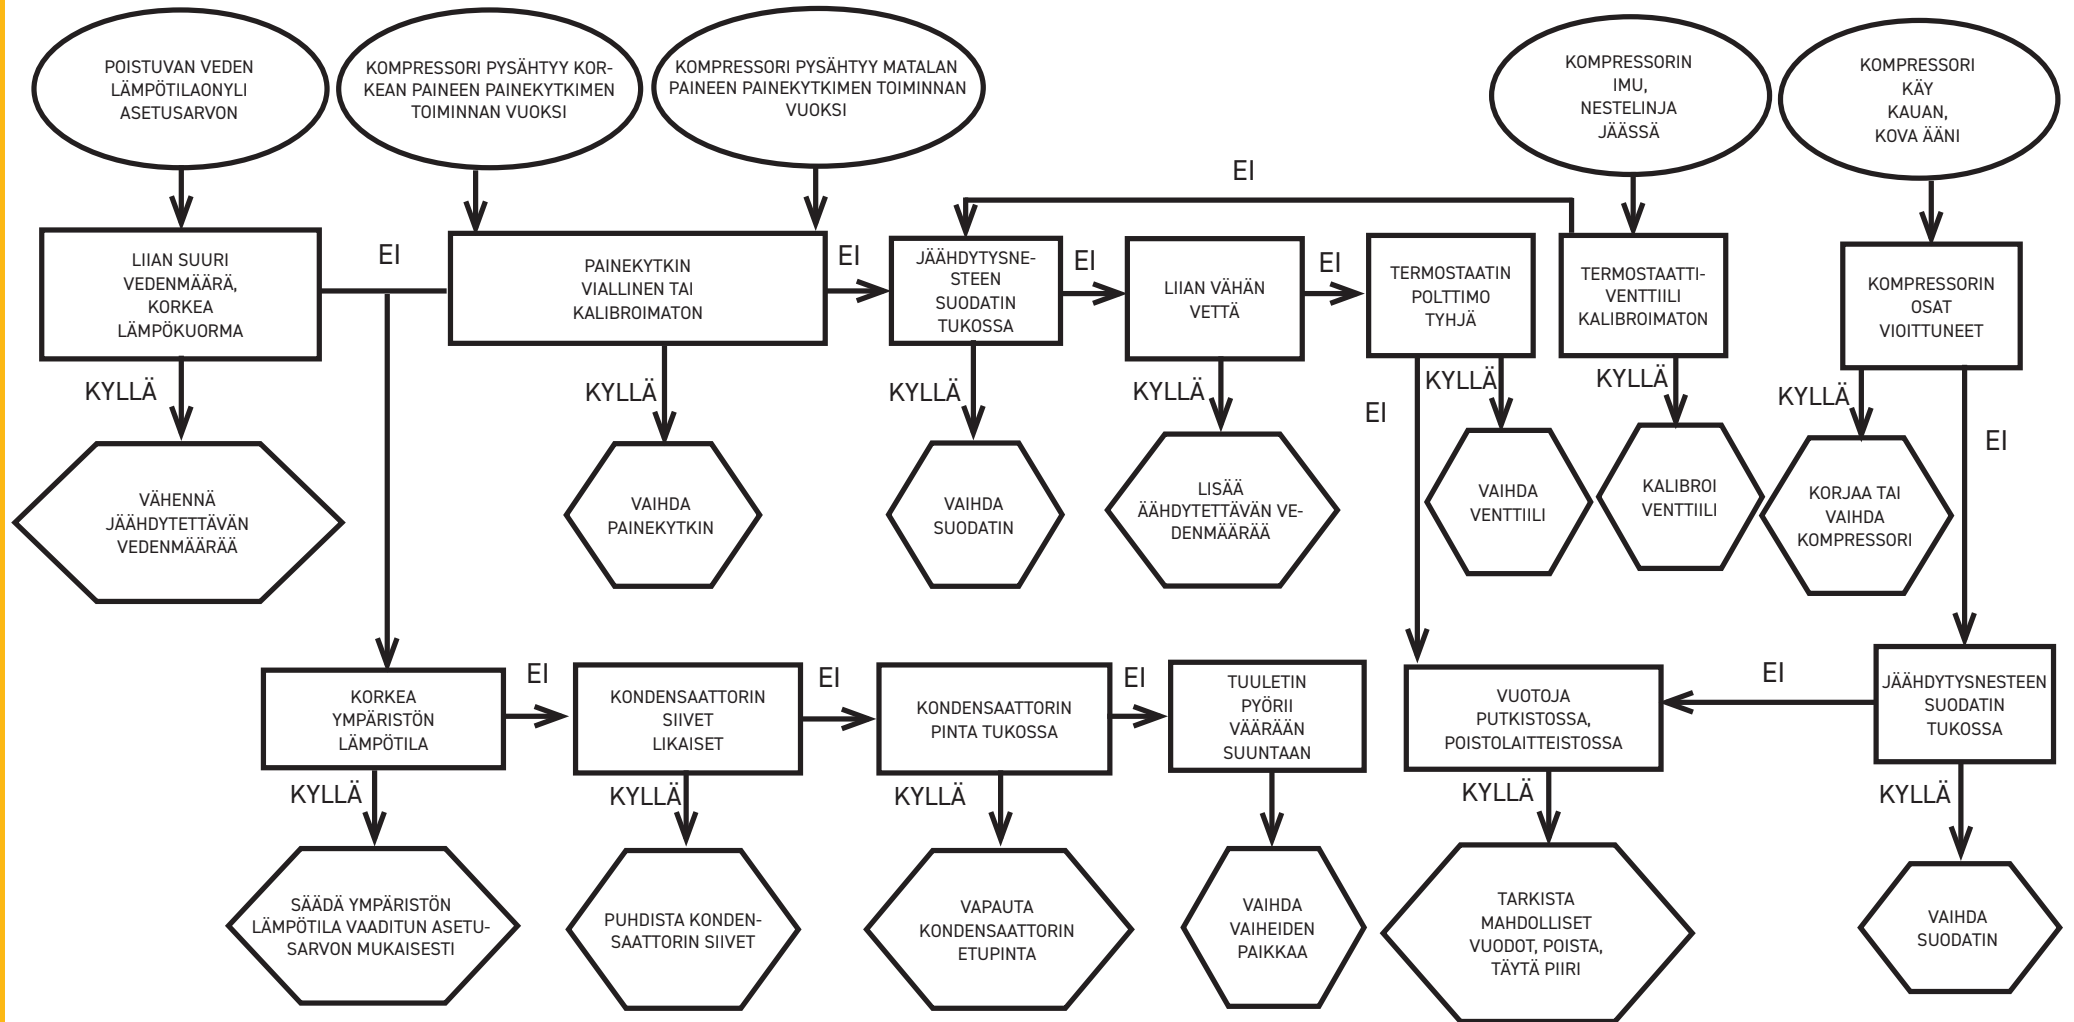 POISTUVAN VEDEN
LÄMPÖTILAONYLI
ASETUSARVON
KOMPRESSORI PYSÄHTYY KOR-
KEAN PAINEEN PAINEKYTKIMEN
TOIMINNAN VUOKSI
KOMPRESSORI PYSÄHTYY MATALAN
PAINEEN PAINEKYTKIMEN TOIMINNAN
VUOKSI
KOMPRESSORIN
IMU,
NESTELINJA
JÄÄSSÄ
KOMPRESSORI
KÄY
KAUAN,
KOVA ÄÄNI
EI
LIIAN SUURI
VEDENMÄÄRÄ,
KORKEA
LÄMPÖKUORMA
EI
PAINEKYTKIN
VIALLINEN TAI
KALIBROIMATON
EI
JÄÄHDYTYSNE-
STEEN
SUODATIN
TUKOSSA
EI
LIIAN VÄHÄN
VETTÄ
EI
TERMOSTAATIN
POLTTIMO
TYHJÄ
TERMOSTAATTI-
VENTTIILI
KALIBROIMATON
KOMPRESSORIN
OSAT
VIOITTUNEET
KYLLÄ
KYLLÄ
KYLLÄ
KYLLÄ
EI
KYLLÄ
KYLLÄ
KYLLÄ
EI
VÄHENNÄ
JÄÄHDYTETTÄVÄN
VEDENMÄÄRÄÄ
VAIHDA
PAINEKYTKIN
VAIHDA
SUODATIN
LISÄÄ
ÄÄHDYTETTÄVÄN VE-
DENMÄÄRÄÄ
VAIHDA
VENTTIILI
KALIBROI
VENTTIILI
KORJAA TAI
VAIHDA
KOMPRESSORI
KORKEA
YMPÄRISTÖN
LÄMPÖTILA
EI
KONDENSAATTORIN
SIIVET
LIKAISET
EI
KONDENSAATTORIN
PINTA TUKOSSA
EI
TUULETIN
PYÖRII
VÄÄRÄÄN
SUUNTAAN
VUOTOJA
PUTKISTOSSA,
POISTOLAITTEISTOSSA
EI
JÄÄHDYTYSNESTEEN
SUODATIN
TUKOSSA
KYLLÄ
KYLLÄ
KYLLÄ
KYLLÄ
KYLLÄ
SÄÄDÄ YMPÄRISTÖN
LÄMPÖTILA VAADITUN ASETU-
SARVON MUKAISESTI
PUHDISTA KONDEN-
SAATTORIN SIIVET
VAPAUTA
KONDENSAATTORIN
ETUPINTA
VAIHDA
VAIHEIDEN
PAIKKAA
TARKISTA
MAHDOLLISET
VUODOT, POISTA,
TÄYTÄ PIIRI
VAIHDA
SUODATIN